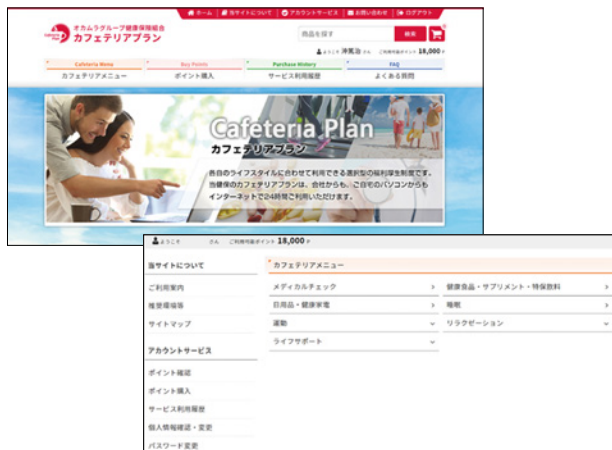 ホーム 当サイトについて アカウントサービス お問い合わせ ログアウト
オカムラグループ健康保険組合
カフェテリアプラン
商品を探す
検索
ようこそ 沖風治 さん ご利用可能ポイント 18,000 P
Cafeteria Menu Buy Points Purchase History FAQ
カフェテリアメニュー ポイント購入 サービス利用履歴 よくある質問
Cafeteria Plan
カフェテリアプラン
各自のライフスタイルに合わせて利用できる選択型の福利厚生制度です。
当健保のカフェテリアプランは、会社からも、ご自宅のパソコンからも
インターネットで24時間ご利用いただけます。
ようこそ さん ご利用可能ポイント 18,000 P
当サイトについて
ご利用案内
推奨環境等
サイトマップ
アカウントサービス
ポイント確認
ポイント購入
サービス利用履歴
個人情報確認・変更
パスワード変更
カフェテリアメニュー
メディカルチェック
健康食品・サプリメント・特保飲料
日用品・健康家電
睡眠
運動
リラクゼーション
ライフサポート